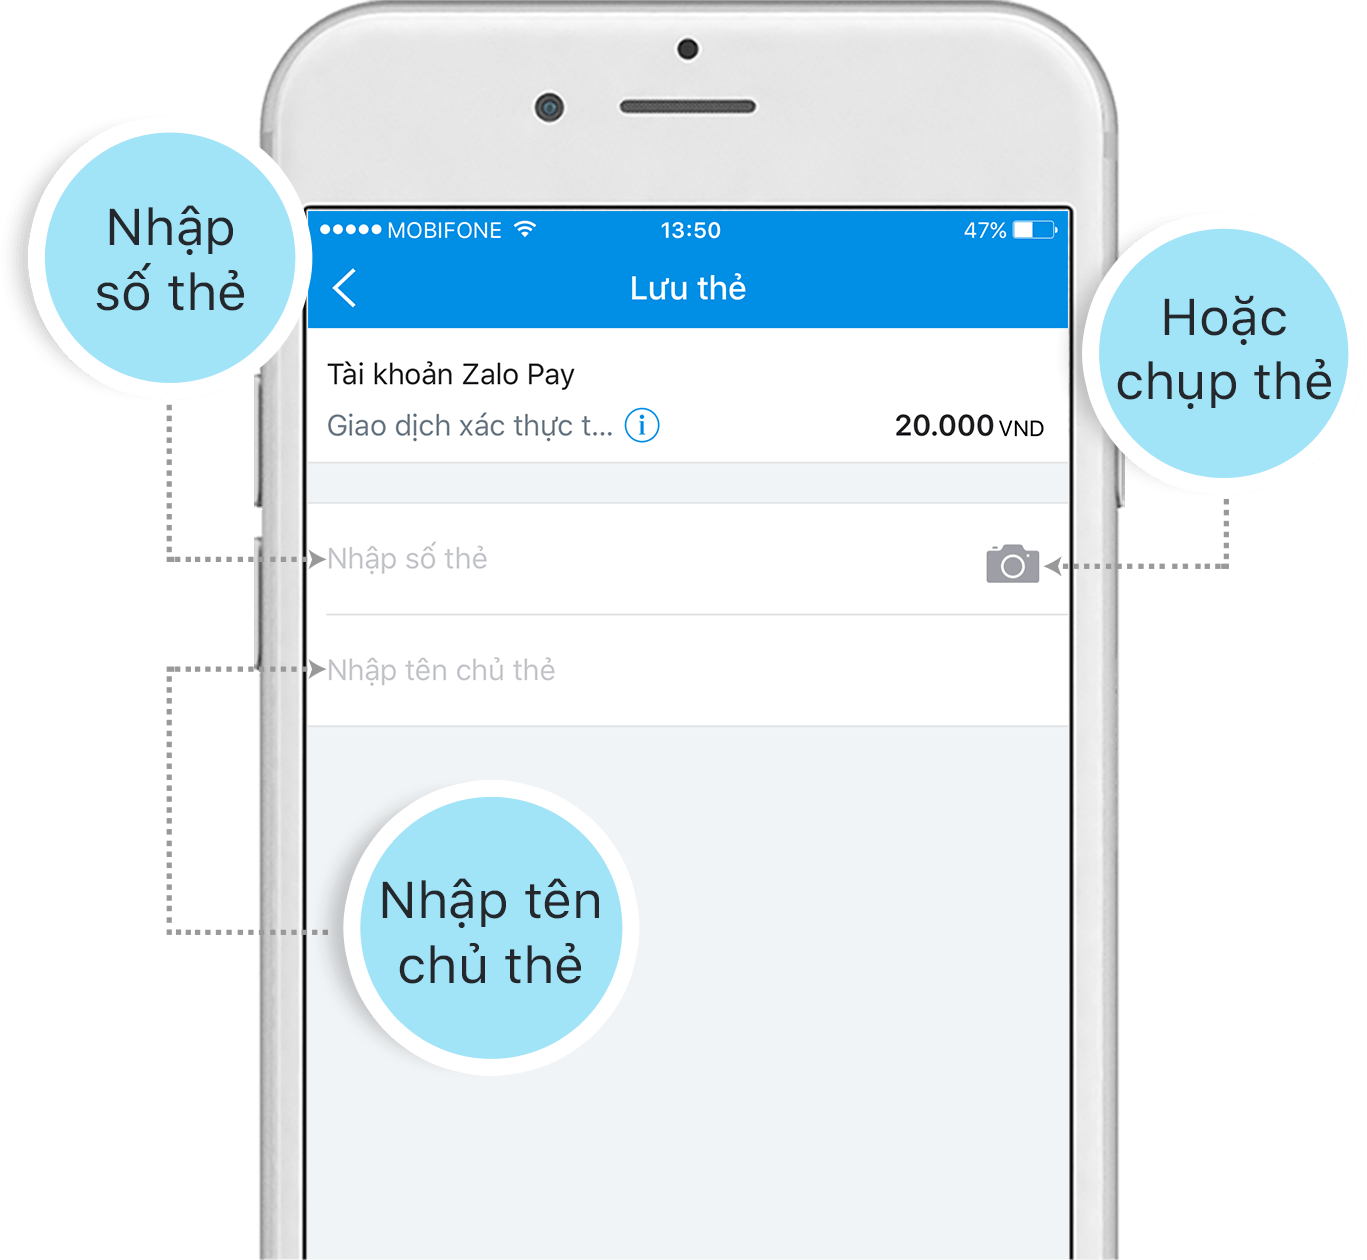 MOBIFONE
13:50
47%
Lưu thẻ
Nhập
số thẻ
Hoặc
chụp thẻ
Tài khoản Zalo Pay
Giao dịch xác thực t... i
20.000 VND
Nhập số thẻ
Nhập tên chủ thẻ
Nhập tên
chủ thẻ